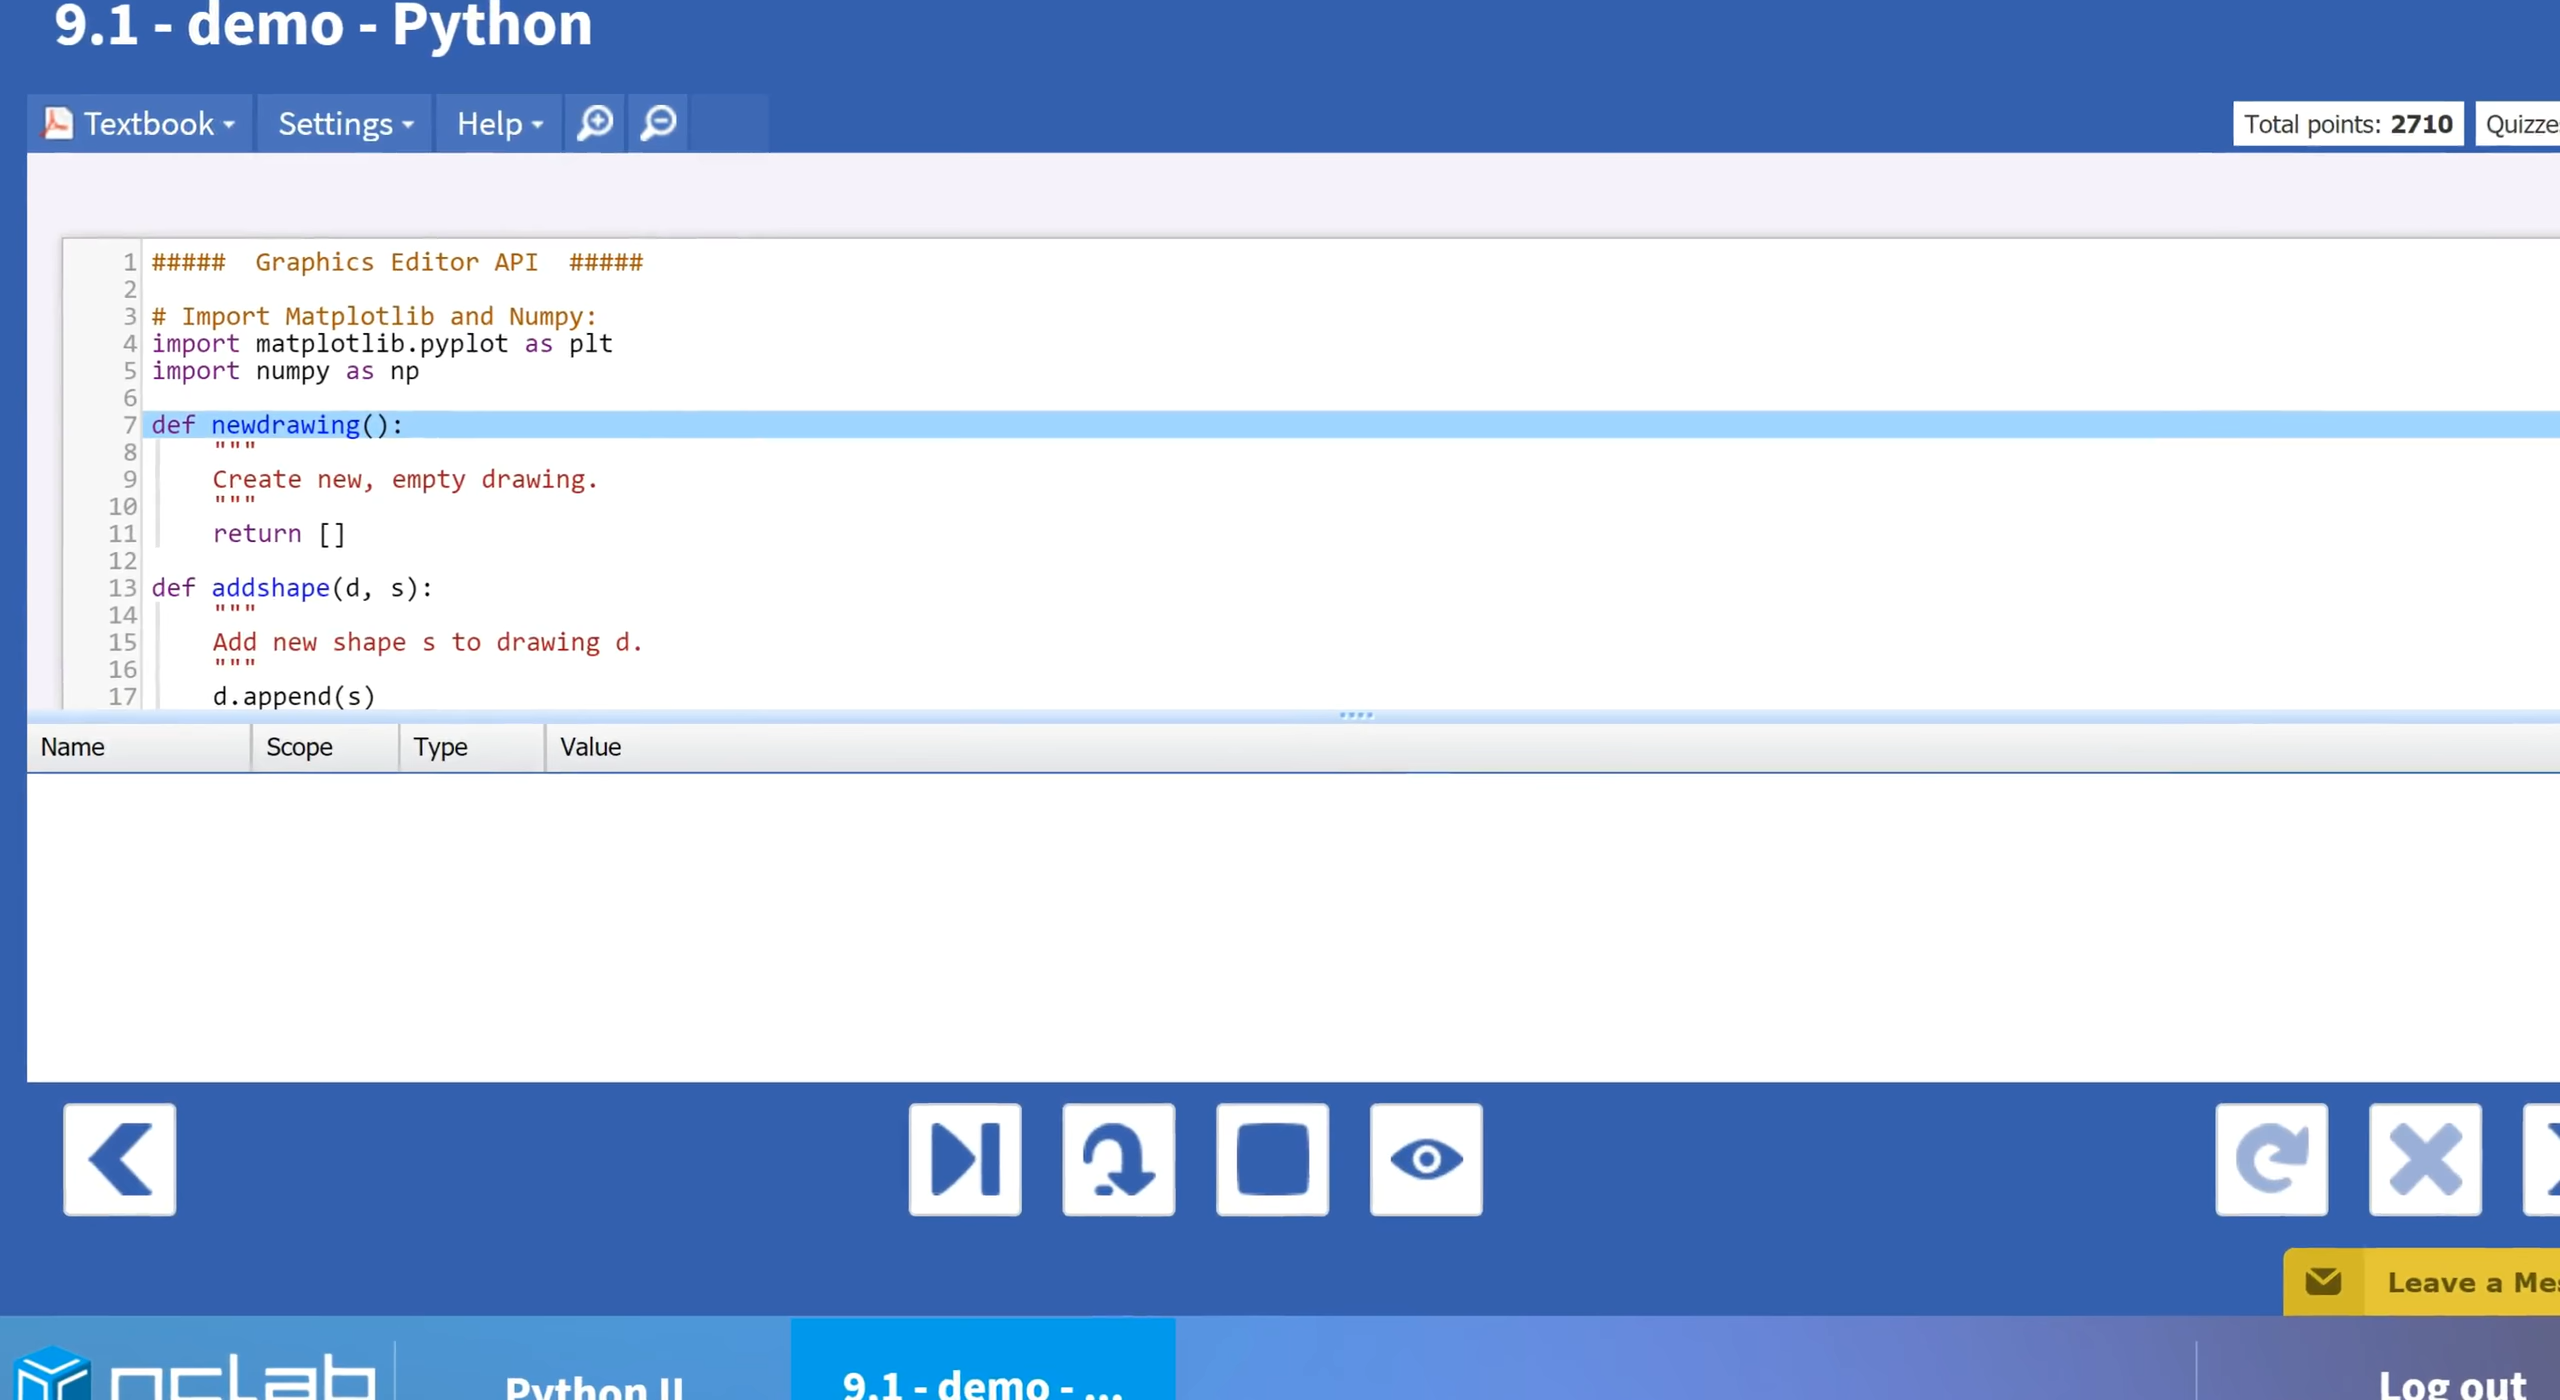 9.1 - demo - Python
Textbook Settings Help
Total points: 2710 Quizze
1 ##### Graphics Editor API #####
2
3 # Import Matplotlib and Numpy:
4 import matplotlib.pyplot as plt
5 import numpy as np
6
7 def newdrawing():
8 """
9 Create new, empty drawing.
10 """
11 return []
12
13 def addshape(d, s):
14 """
15 Add new shape s to drawing d.
16 """
17 d.append(s)
Name Scope Type Value
Leave a Mes
nclab Python II 9.1 - demo - ... Log out